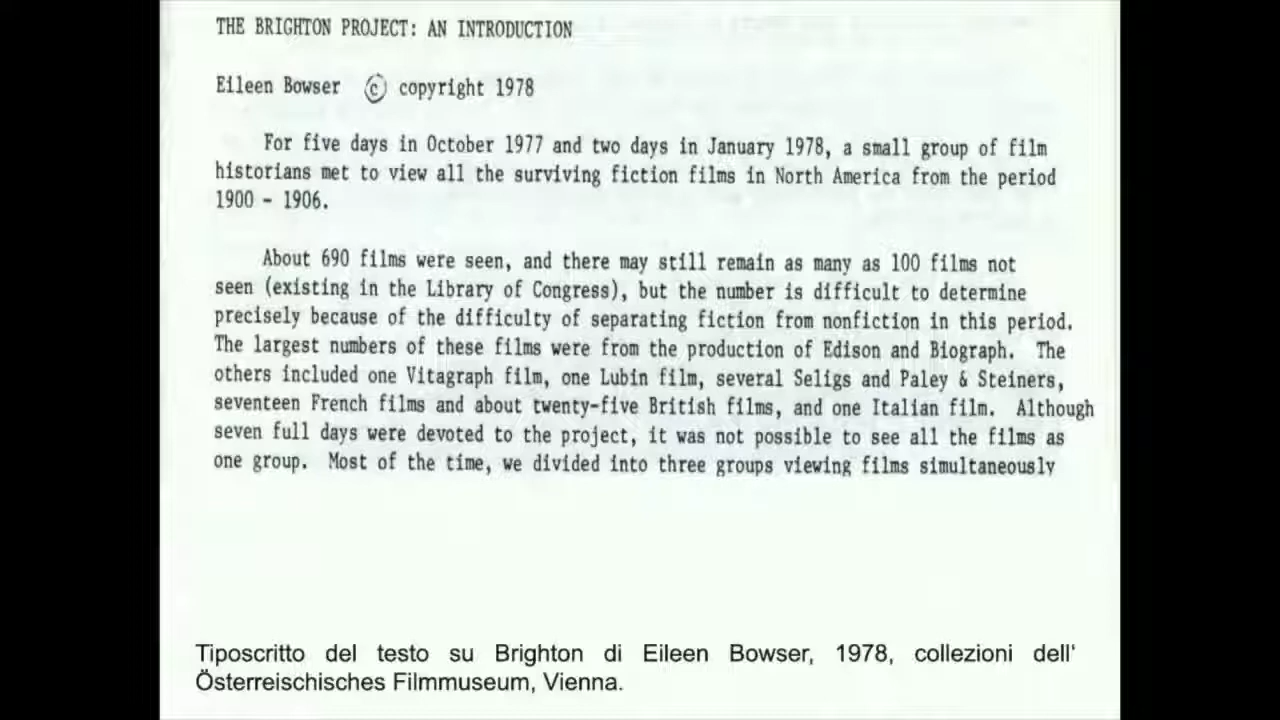 THE BRIGHTON PROJECT: AN INTRODUCTION
Eileen Bowser © copyright 1978
For five days in October 1977 and two days in January 1978, a small group of film
historians met to view all the surviving fiction films in North America from the period
1900 - 1906.
About 690 films were seen, and there may still remain as many as 100 films not
seen (existing in the Library of Congress), but the number is difficult to determine
precisely because of the difficulty of separating fiction from nonfiction in this period.
The largest numbers of these films were from the production of Edison and Biograph. The
others included one Vitagraph film, one Lubin film, several Seligs and Paley & Steiners,
seventeen French films and about twenty-five British films, and one Italian film. Although
seven full days were devoted to the project, it was not possible to see all the films as
one group. Most of the time, we divided into three groups viewing films simultaneously
Tiposcritto del testo su Brighton di Eileen Bowser, 1978, collezioni dell'
Österreischisches Filmmuseum, Vienna.